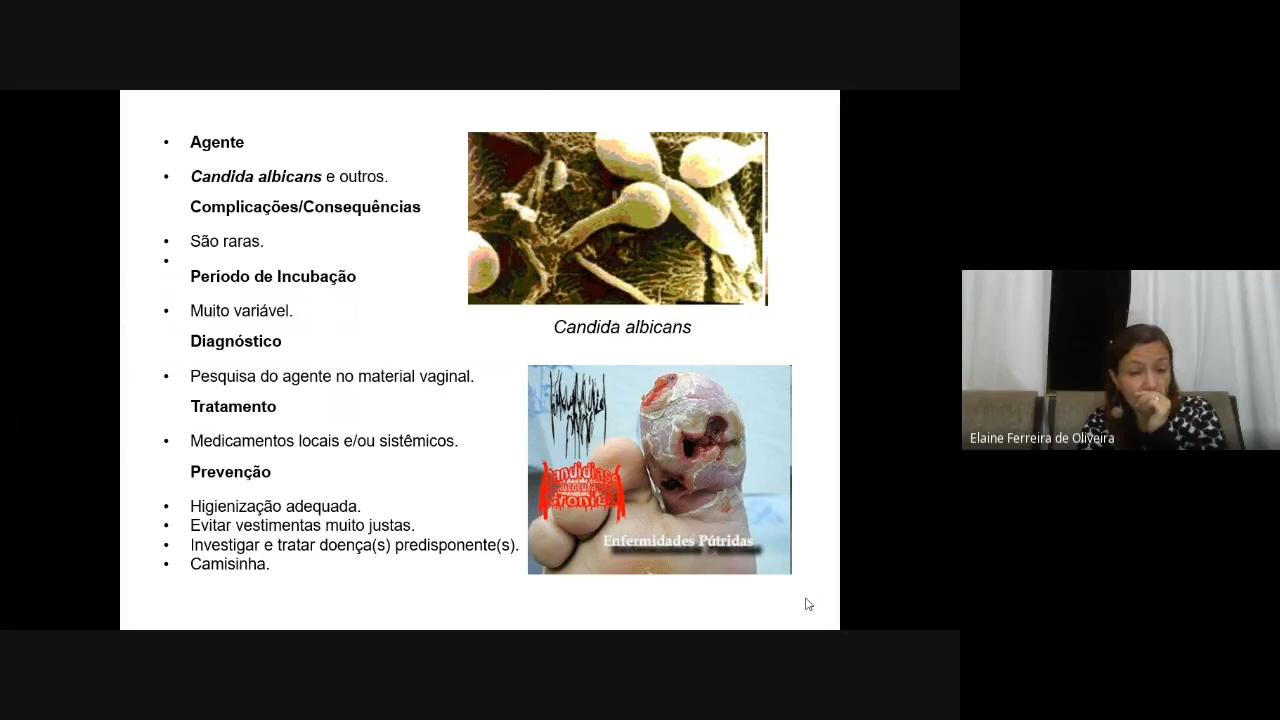 Agente
Candida albicans e outros.
Complicações/Consequências
São raras.
Período de Incubação
Muito variável.
Diagnóstico
Pesquisa do agente no material vaginal.
Tratamento
Medicamentos locais e/ou sistêmicos.
Prevenção
Higienização adequada.
Evitar vestimentas muito justas.
Investigar e tratar doença(s) predisponente(s).
Camisinha.
Candida albicans
Enfermidades Pútridas
Elaine Ferreira de Oliveira